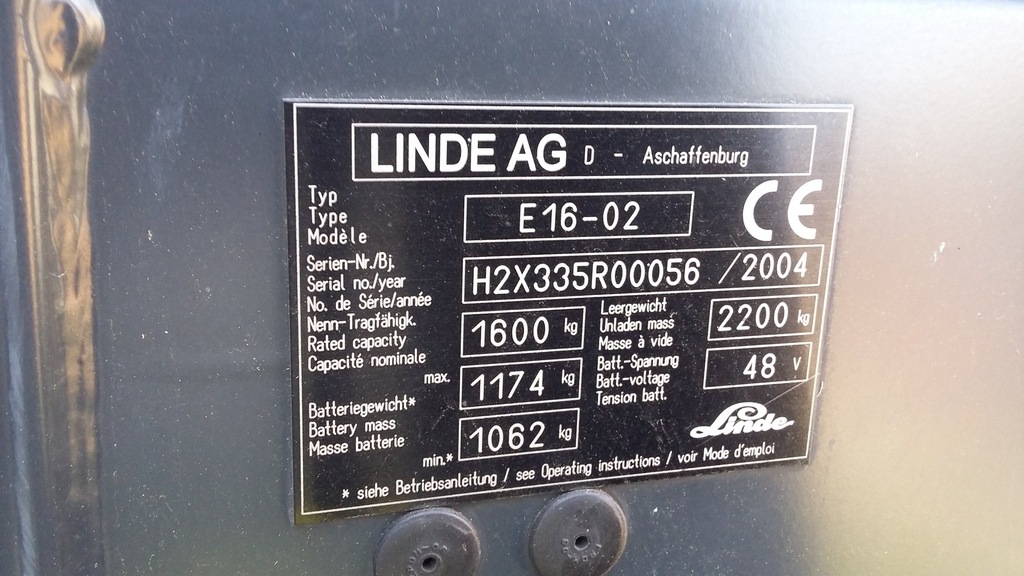 LINDE AG D - Aschaffenburg
Typ
Type
Modèle
E16-02
CE
Serien-Nr./Bj.
Serial no./year
No. de Série/année
H2X335R00056 / 2004
Nenn-Tragfähigk.
Rated capacity
Capacité nominale
1600 kg
Leergewicht
Unladen mass
Masse à vide
2200 kg
max.
1174 kg
Batt.-Spannung
Batt.-voltage
Tension batt.
48 V
Batteriegewicht*
Battery mass
Masse batterie
min.*
1062 kg
Linde
* siehe Betriebsanleitung / see Operating instructions / voir Mode d'emploi